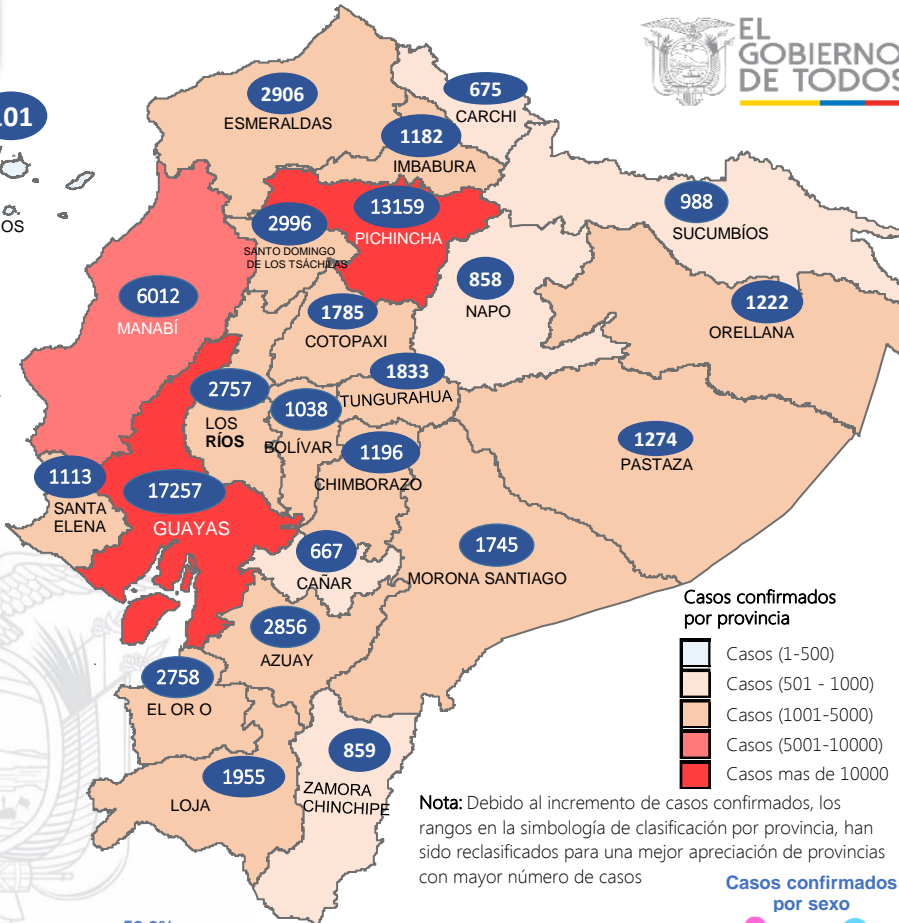 EL
GOBIERNO
DE TODOS
101
OS
2906
ESMERALDAS
675
CARCHI
1182
IMBABURA
13159
PICHINCHA
2996
SANTO DOMINGO
DE LOS TSÁCHILAS
988
SUCUMBÍOS
858
NAPO
6012
MANABÍ
1222
ORELLANA
1785
COTOPAXI
1833
TUNGURAHUA
2757
LOS
RÍOS
1038
BOLÍVAR
1274
PASTAZA
1196
CHIMBORAZO
1113
SANTA
ELENA
17257
GUAYAS
667
CAÑAR
1745
MORONA SANTIAGO
2856
AZUAY
2758
EL OR O
1955
LOJA
859
ZAMORA
CHINCHIPE
Casos confirmados
por provincia
Casos (1-500)
Casos (501 - 1000)
Casos (1001-5000)
Casos (5001-10000)
Casos mas de 10000
Nota: Debido al incremento de casos confirmados, los
rangos en la simbología de clasificación por provincia, han
sido reclasificados para una mejor apreciación de provincias
con mayor número de casos
Casos confirmados
por sexo